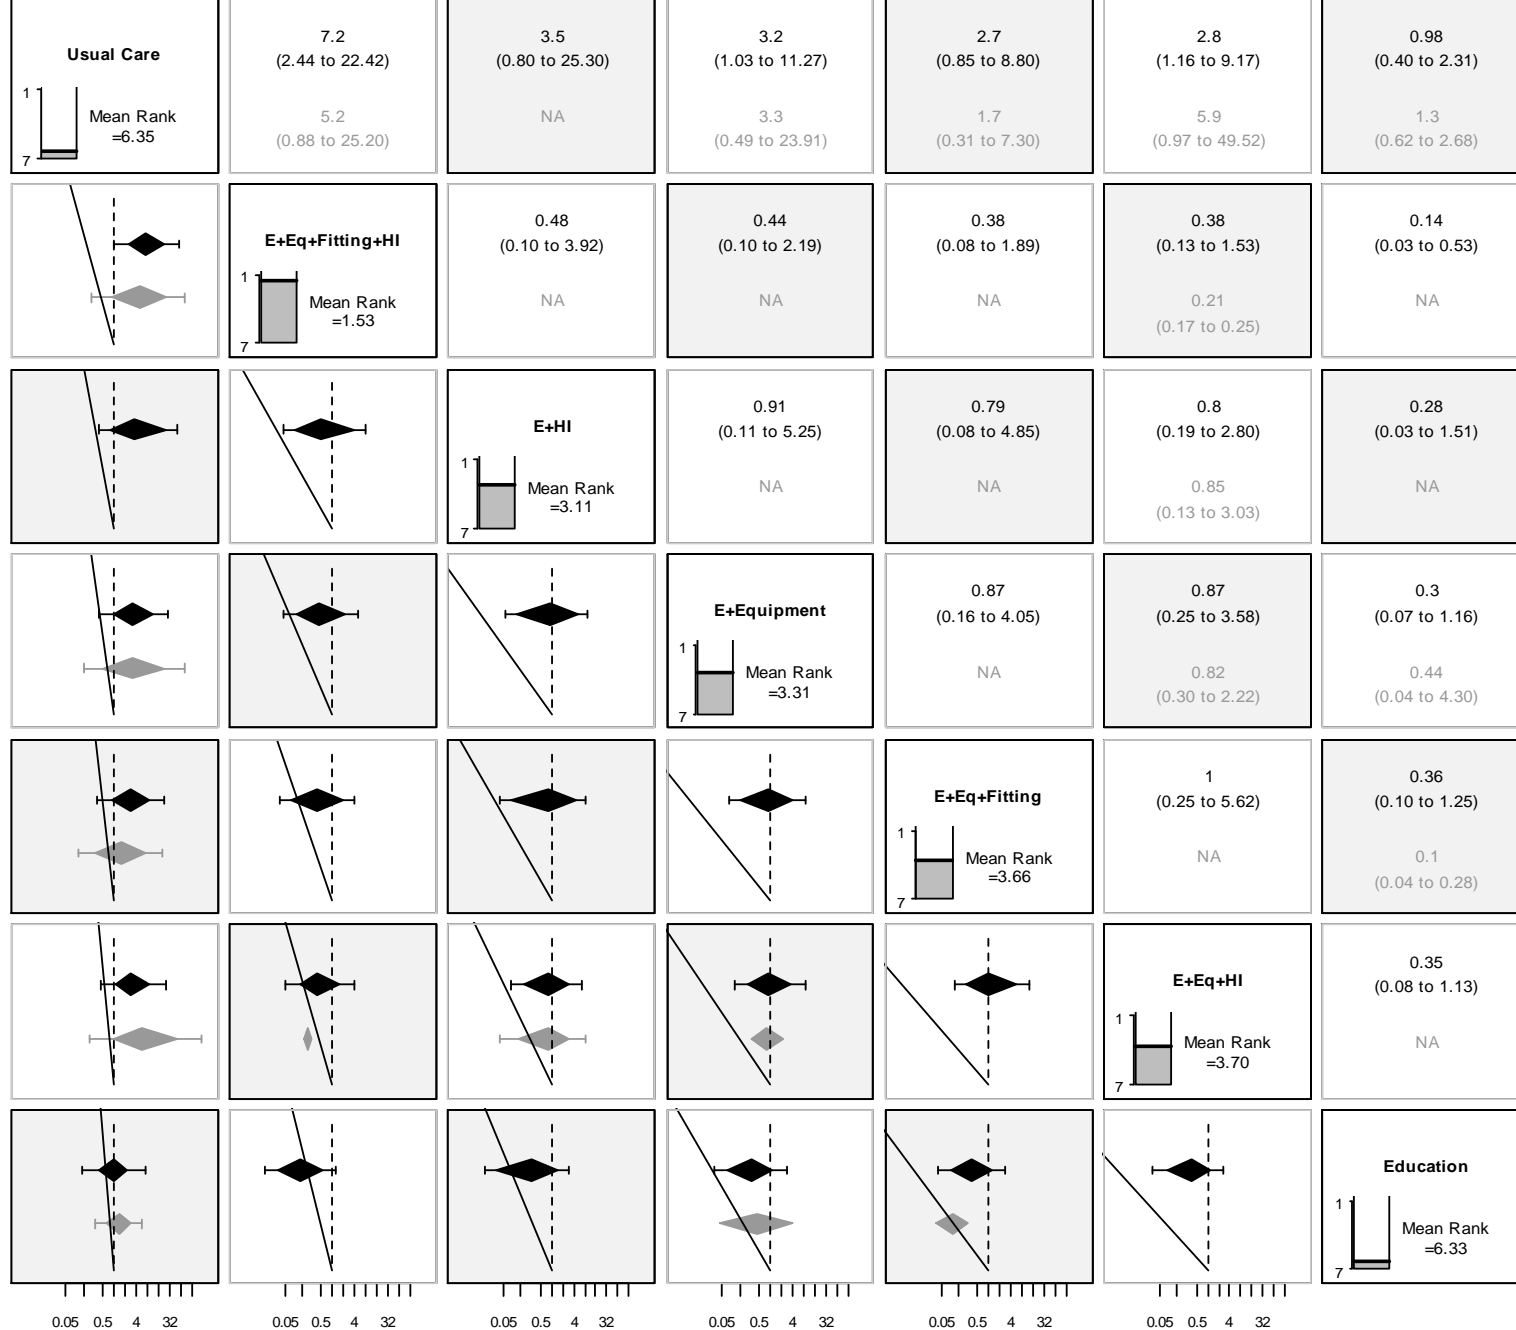 Usual Care
1
Mean Rank
=6.35
7
7.2
(2.44 to 22.42)
5.2
(0.88 to 25.20)
3.5
(0.80 to 25.30)
NA
3.2
(1.03 to 11.27)
3.3
(0.49 to 23.91)
2.7
(0.85 to 8.80)
1.7
(0.31 to 7.30)
2.8
(1.16 to 9.17)
5.9
(0.97 to 49.52)
0.98
(0.40 to 2.31)
1.3
(0.62 to 2.68)
E+Eq+Fitting+HI
1
Mean Rank
=1.53
7
0.48
(0.10 to 3.92)
NA
0.44
(0.10 to 2.19)
NA
0.38
(0.08 to 1.89)
NA
0.38
(0.13 to 1.53)
0.21
(0.17 to 0.25)
0.14
(0.03 to 0.53)
NA
E+HI
1
Mean Rank
=3.11
7
0.91
(0.11 to 5.25)
NA
0.79
(0.08 to 4.85)
NA
0.8
(0.19 to 2.80)
0.85
(0.13 to 3.03)
0.28
(0.03 to 1.51)
NA
E+Equipment
1
Mean Rank
=3.31
7
0.87
(0.16 to 4.05)
NA
0.87
(0.25 to 3.58)
0.82
(0.30 to 2.22)
0.3
(0.07 to 1.16)
0.44
(0.04 to 4.30)
E+Eq+Fitting
1
Mean Rank
=3.66
7
1
(0.25 to 5.62)
NA
0.36
(0.10 to 1.25)
0.1
(0.04 to 0.28)
E+Eq+HI
1
Mean Rank
=3.70
7
0.35
(0.08 to 1.13)
NA
Education
1
Mean Rank
=6.33
7
0.05 0.5 4 32 0.05 0.5 4 32 0.05 0.5 4 32 0.05 0.5 4 32 0.05 0.5 4 32 0.05 0.5 4 32